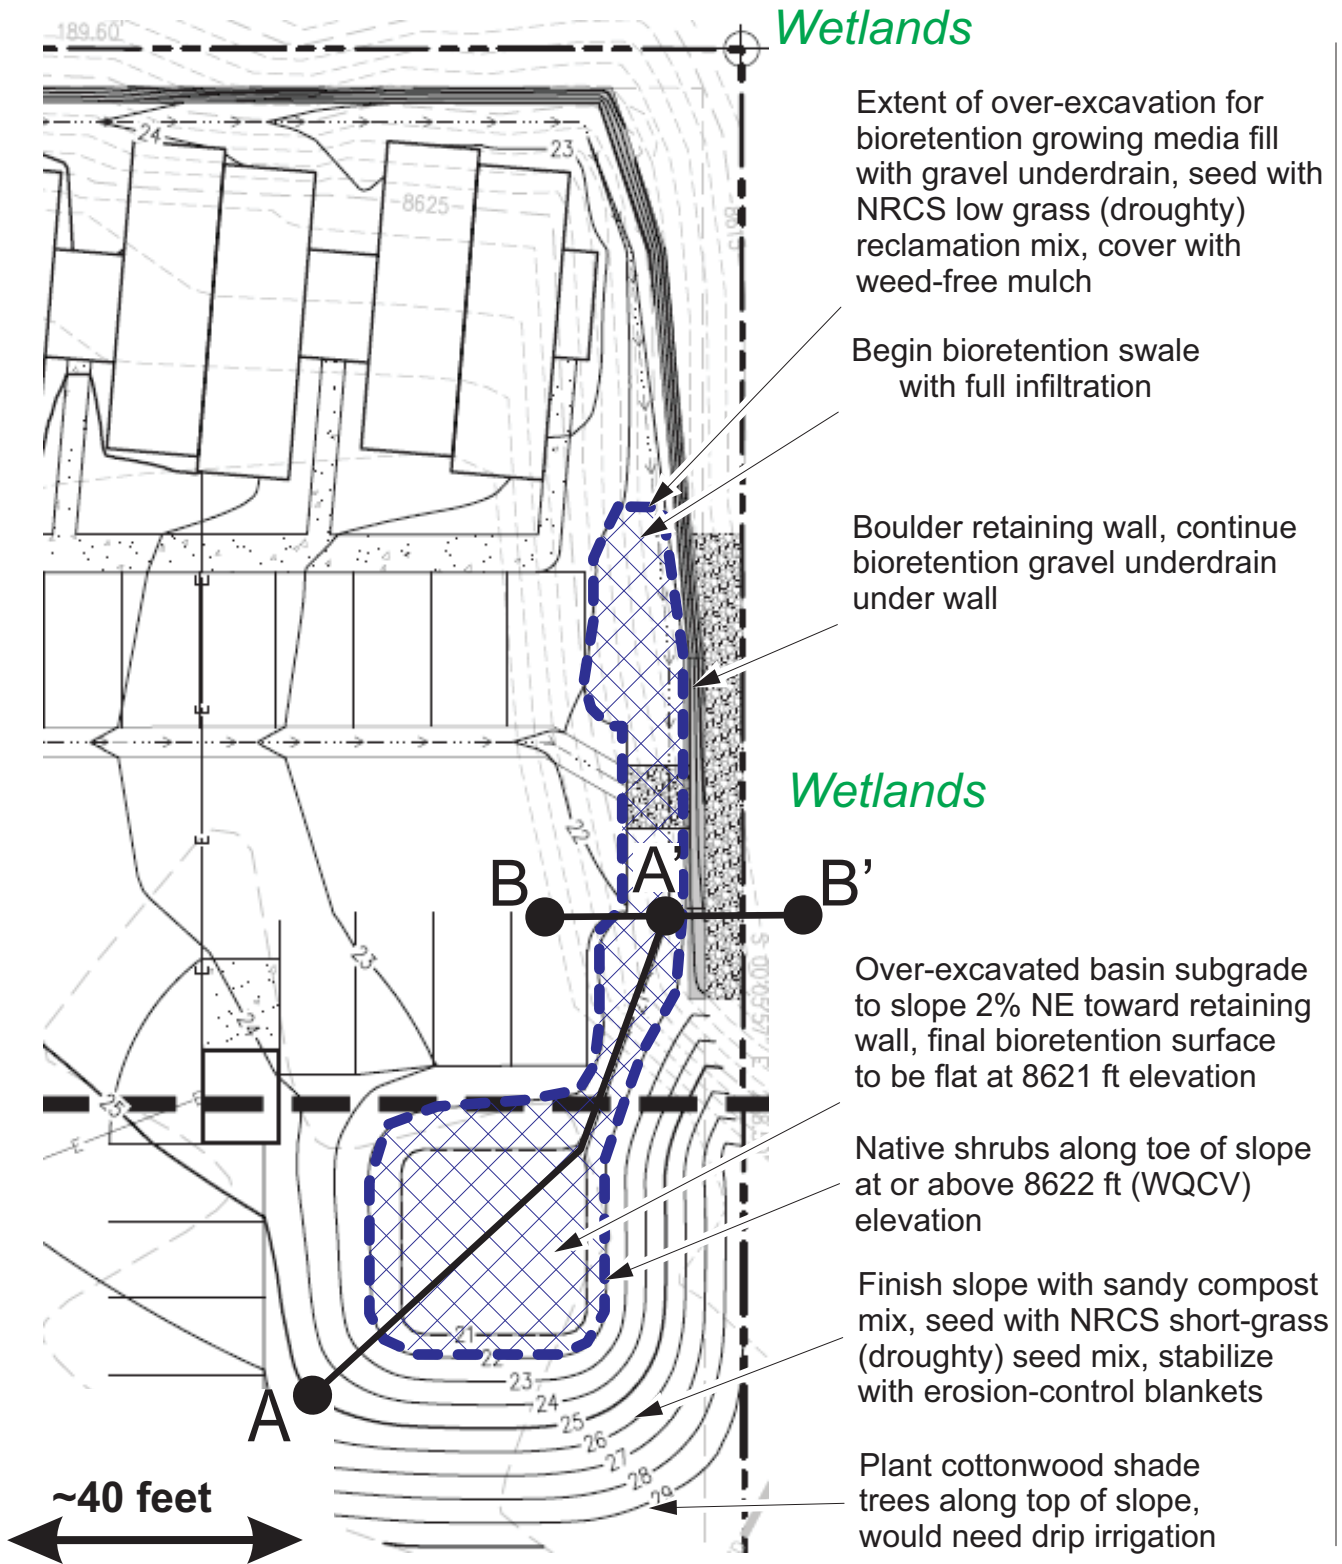 189.60'
Wetlands
Extent of over-excavation for
bioretention growing media fill
with gravel underdrain, seed with
NRCS low grass (droughty)
reclamation mix, cover with
weed-free mulch
24
23
8625
Begin bioretention swale
with full infiltration
Boulder retaining wall, continue
bioretention gravel underdrain
under wall
E
E
Wetlands
22
E
B
A'
B'
23
E
24
25
E
E
Over-excavated basin subgrade
to slope 2% NE toward retaining
wall, final bioretention surface
to be flat at 8621 ft elevation
Native shrubs along toe of slope
at or above 8622 ft (WQCV)
elevation
Finish slope with sandy compost
mix, seed with NRCS short-grass
(droughty) seed mix, stabilize
with erosion-control blankets
21
22
23
24
25
26
27
28
29
A
Plant cottonwood shade
trees along top of slope,
would need drip irrigation
~40 feet